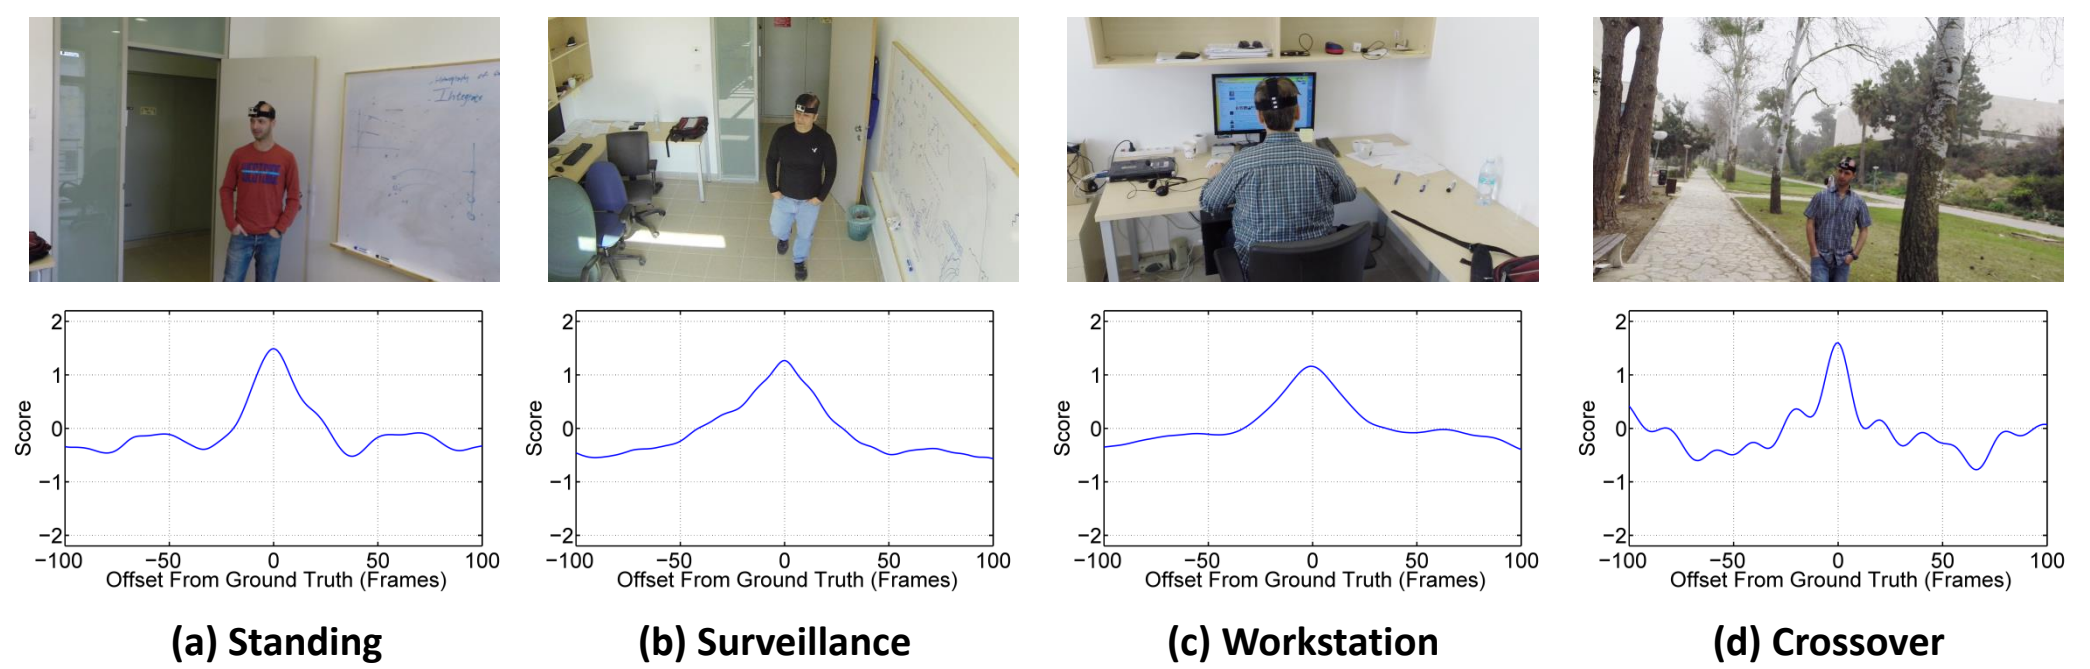 Integrate
2
1
0
−1
−2
Score
−100 −50 0 50 100
Offset From Ground Truth (Frames)
(a) Standing
2
1
0
−1
−2
Score
−100 −50 0 50 100
Offset From Ground Truth (Frames)
(b) Surveillance
2
1
0
−1
−2
Score
−100 −50 0 50 100
Offset From Ground Truth (Frames)
(c) Workstation
2
1
0
−1
−2
Score
−100 −50 0 50 100
Offset From Ground Truth (Frames)
(d) Crossover